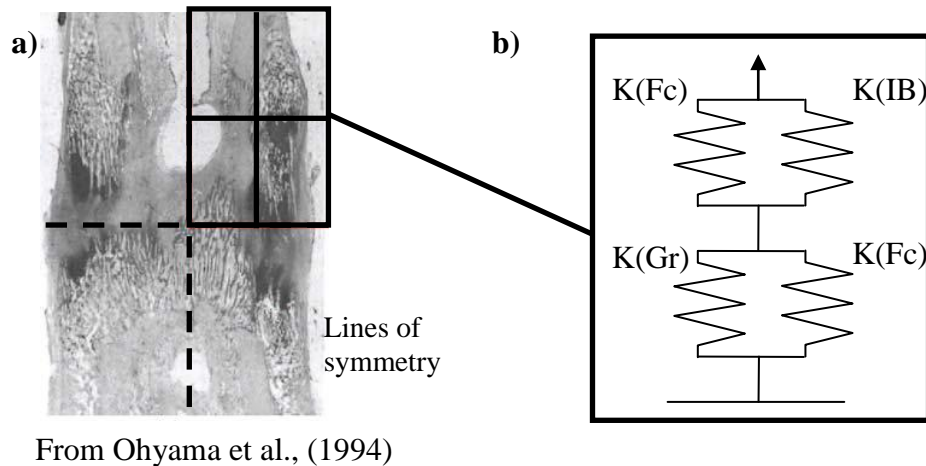 a)
b)
K(Fc)
K(IB)
K(Gr)
K(Fc)
Lines of
symmetry
From Ohyama et al., (1994)